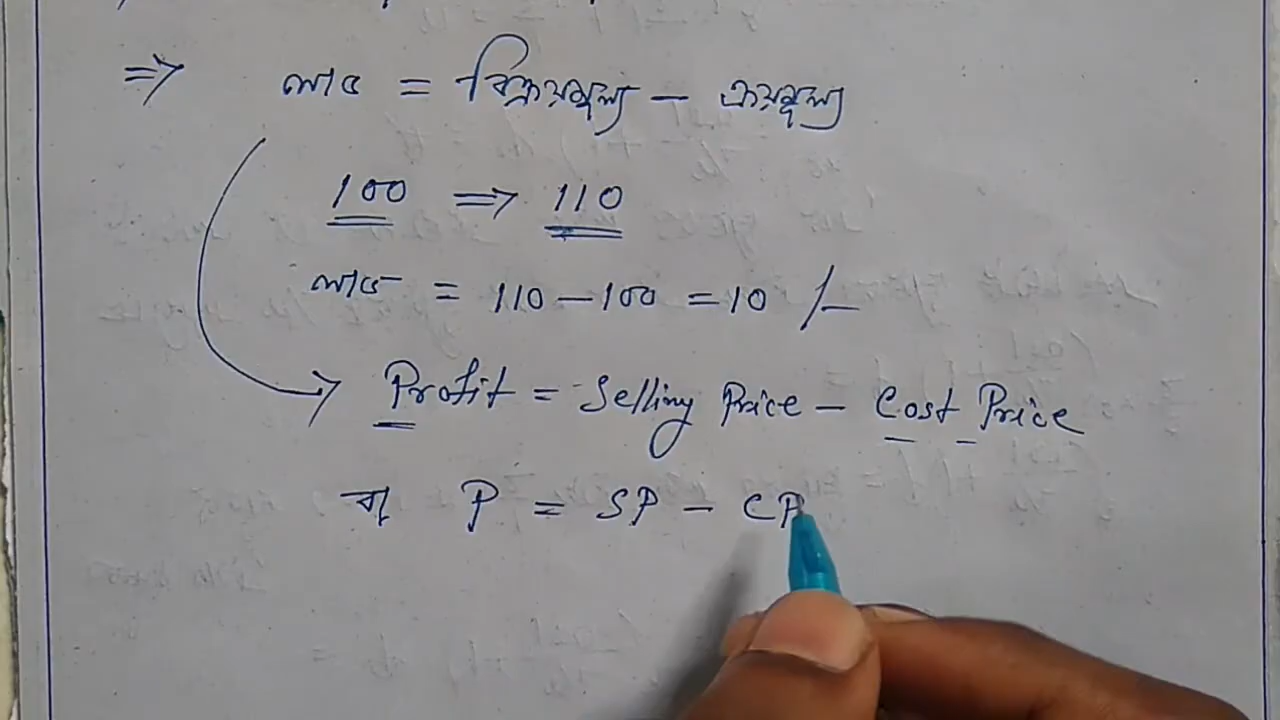 ⇒ লাভ = বিক্রয়মূল্য - ক্রয়মূল্য
100 ⇒ 110
লাভ = 110 - 100 = 10 /-
Profit = Selling Price - Cost Price
বা P = SP - CP